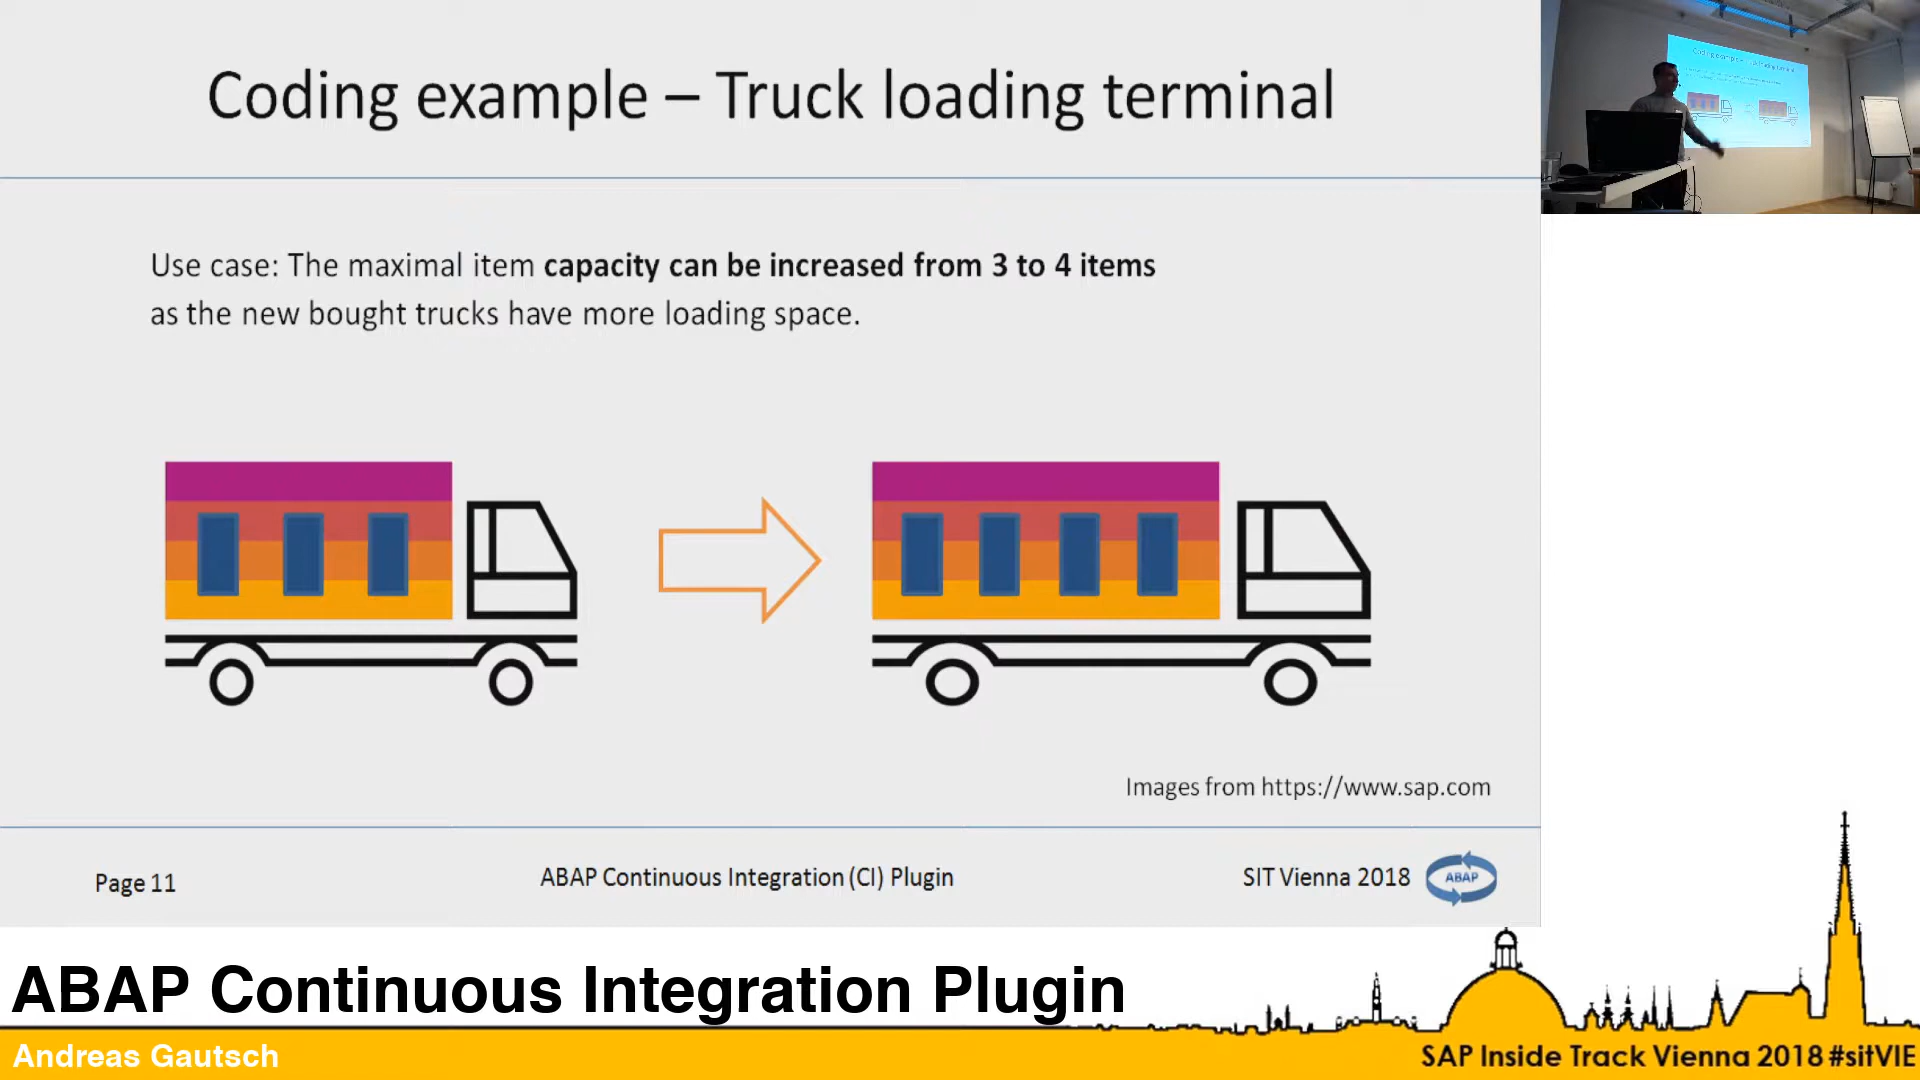 Coding example – Truck loading terminal
Use case: The maximal item capacity can be increased from 3 to 4 items
as the new bought trucks have more loading space.
Images from https://www.sap.com
Page 11
ABAP Continuous Integration (CI) Plugin
SIT Vienna 2018
ABAP
ABAP Continuous Integration Plugin
Andreas Gautsch
SAP Inside Track Vienna 2018 #sitVIE